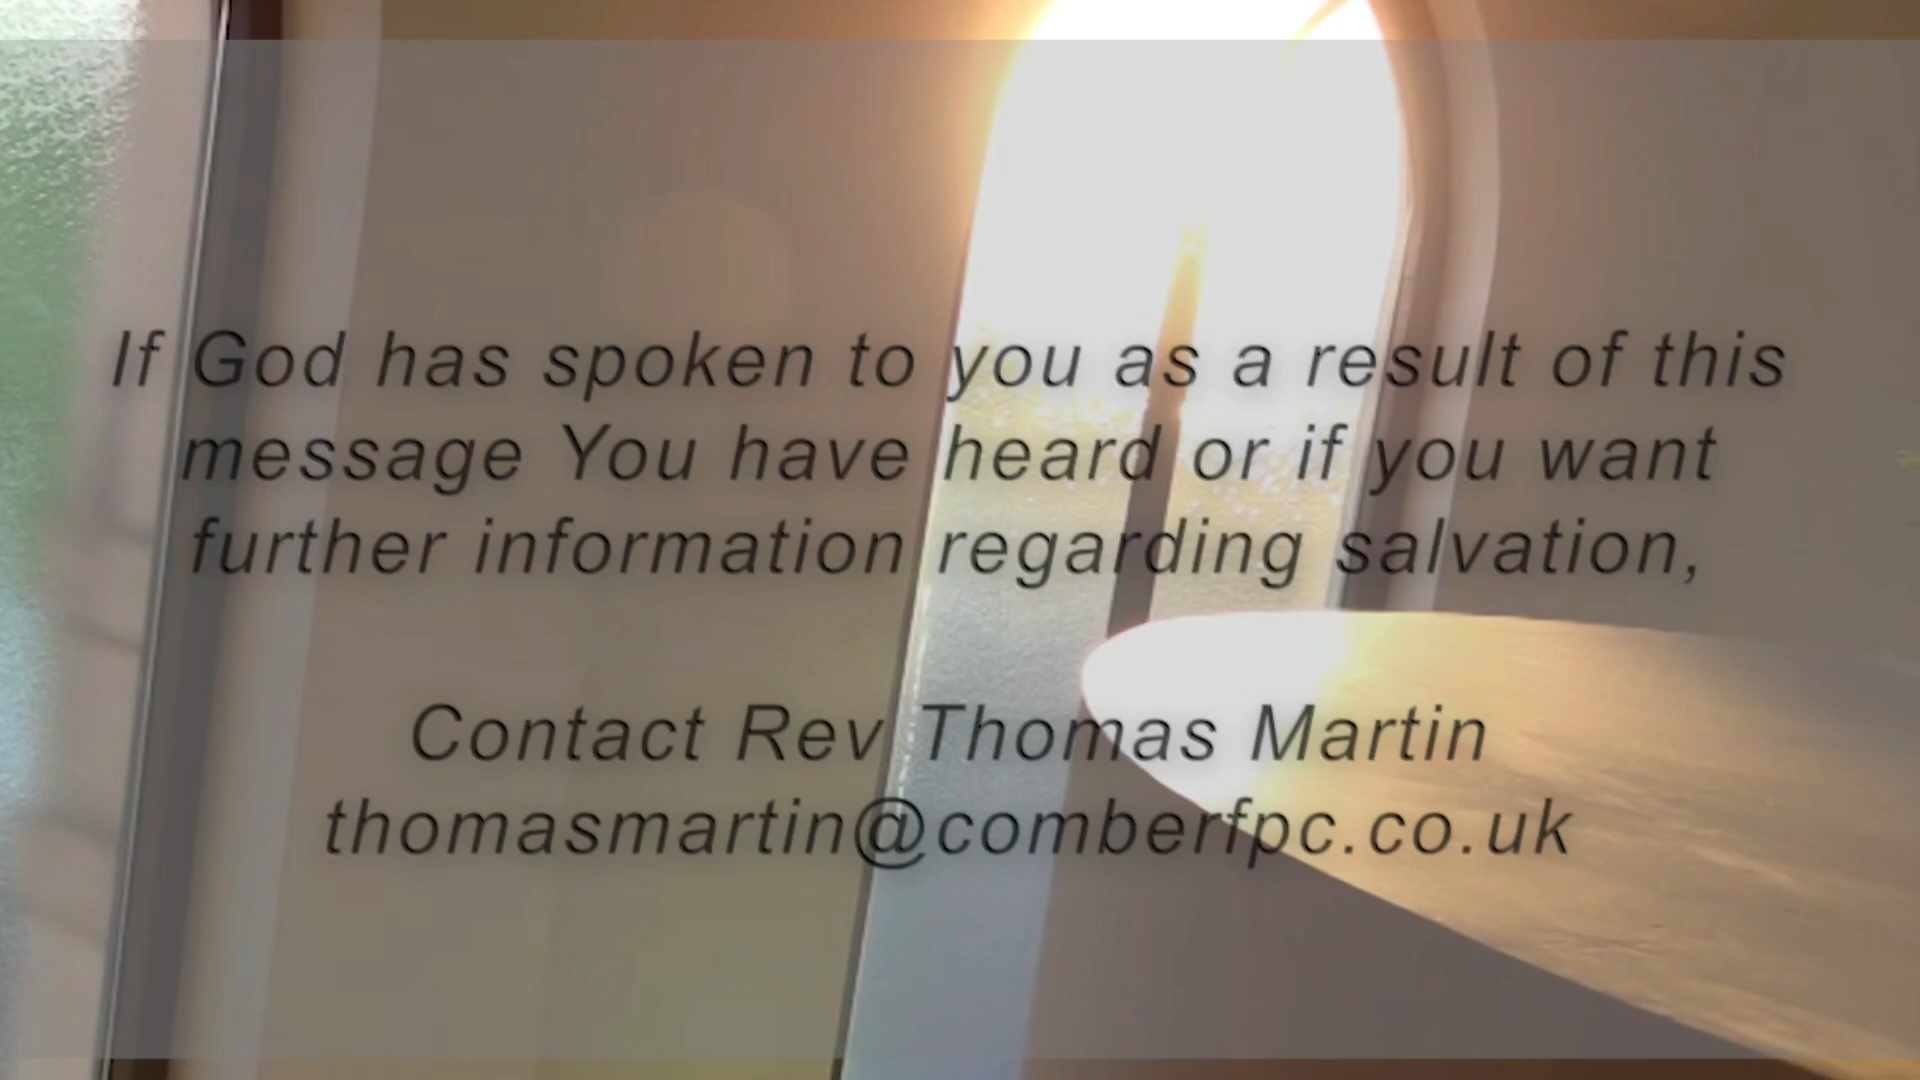 If God has spoken to you as a result of this
message You have heard or if you want
further information regarding salvation,
Contact Rev Thomas Martin
thomasmartin@comberfpc.co.uk